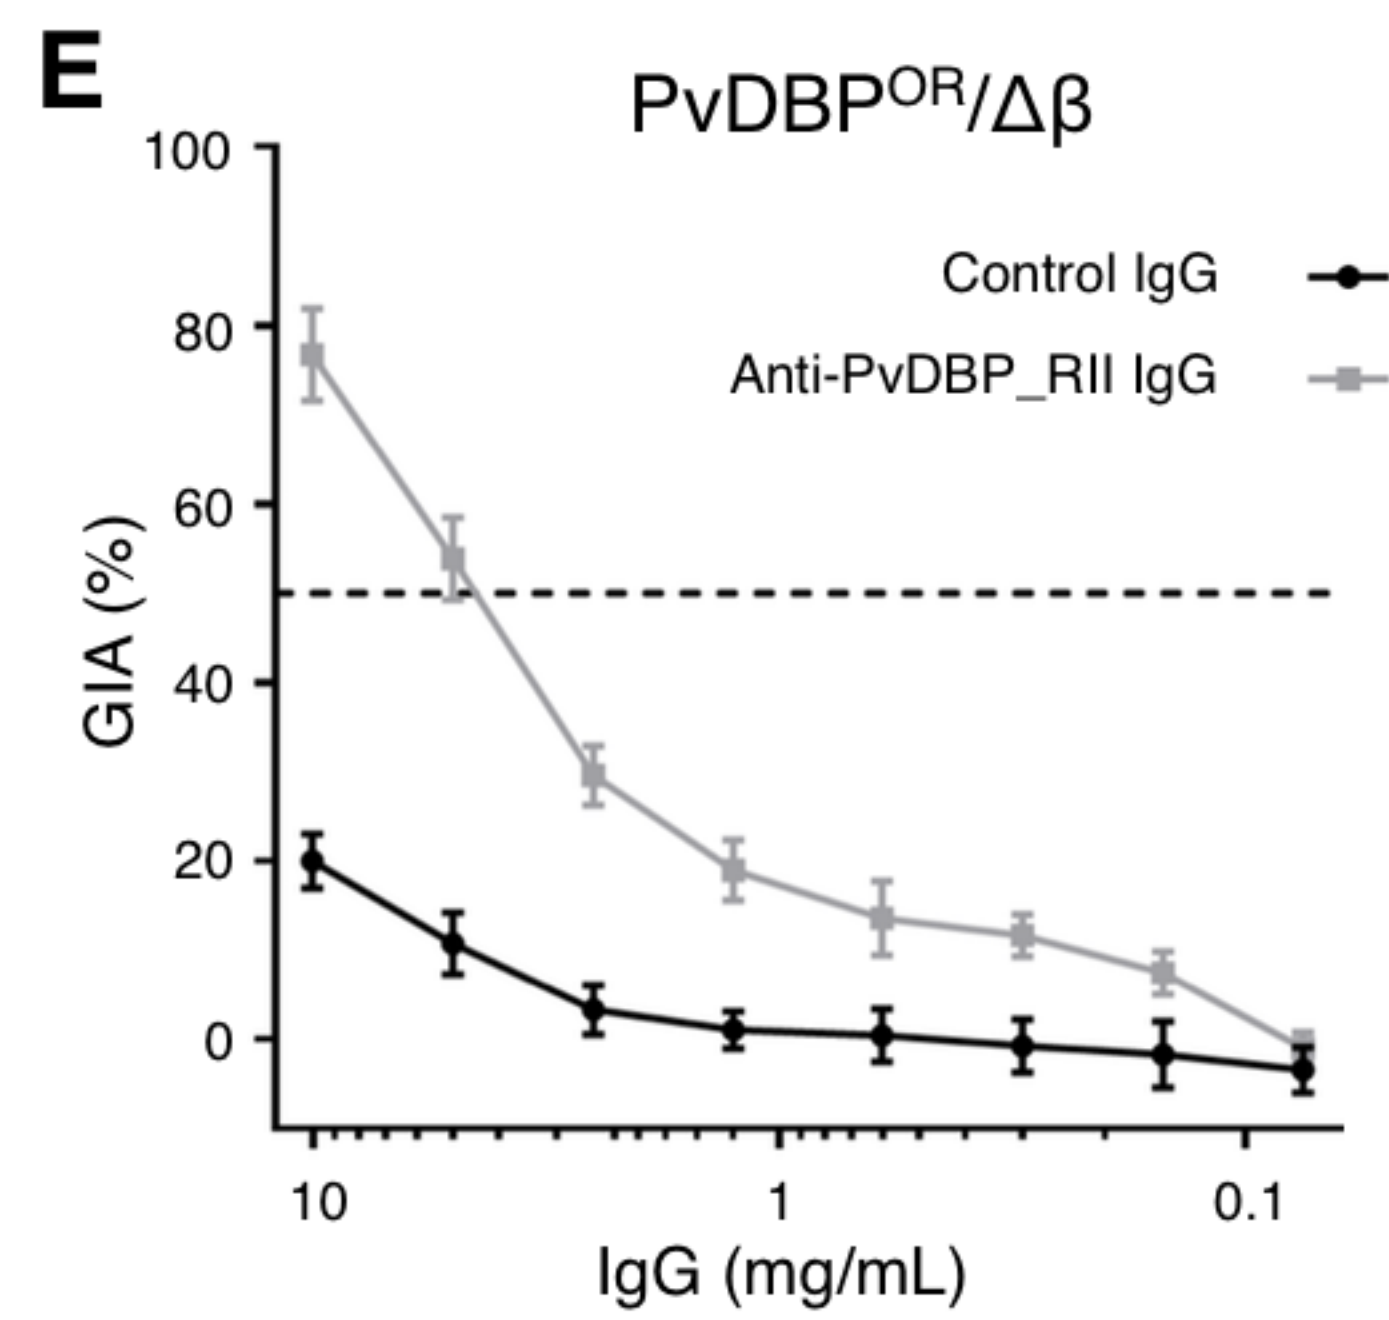 E
PvDBP^OR/Δβ
100
Control IgG
80
Anti-PvDBP_RII IgG
60
GIA (%)
40
20
0
10 1 0.1
IgG (mg/mL)